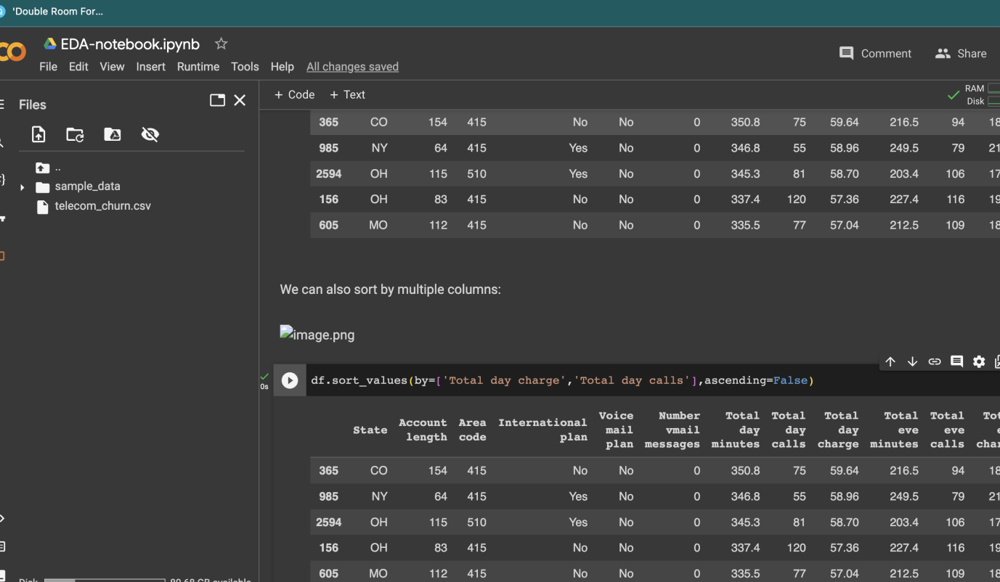 'Double Room For...
EDA-notebook.ipynb
File Edit View Insert Runtime Tools Help All changes saved
Comment Share
Files
+ Code + Text
RAM
Disk
..
sample_data
telecom_churn.csv
365 CO 154 415 No No 0 350.8 75 59.64 216.5 94 18
985 NY 64 415 Yes No 0 346.8 55 58.96 249.5 79 21
2594 OH 115 510 Yes No 0 345.3 81 58.70 203.4 106 17
156 OH 83 415 No No 0 337.4 120 57.36 227.4 116 19
605 MO 112 415 No No 0 335.5 77 57.04 212.5 109 18
We can also sort by multiple columns:
image.png
0s
df.sort_values(by=['Total day charge','Total day calls'],ascending=False)
State Account length Area code International plan Voice mail plan Number vmail messages Total day minutes Total day calls Total day charge Total eve minutes Total eve calls
365 CO 154 415 No No 0 350.8 75 59.64 216.5 94 18
985 NY 64 415 Yes No 0 346.8 55 58.96 249.5 79 21
2594 OH 115 510 Yes No 0 345.3 81 58.70 203.4 106 17
156 OH 83 415 No No 0 337.4 120 57.36 227.4 116 19
605 MO 112 415 No No 0 335.5 77 57.04 212.5 109 18
Disk 80.68 GB available